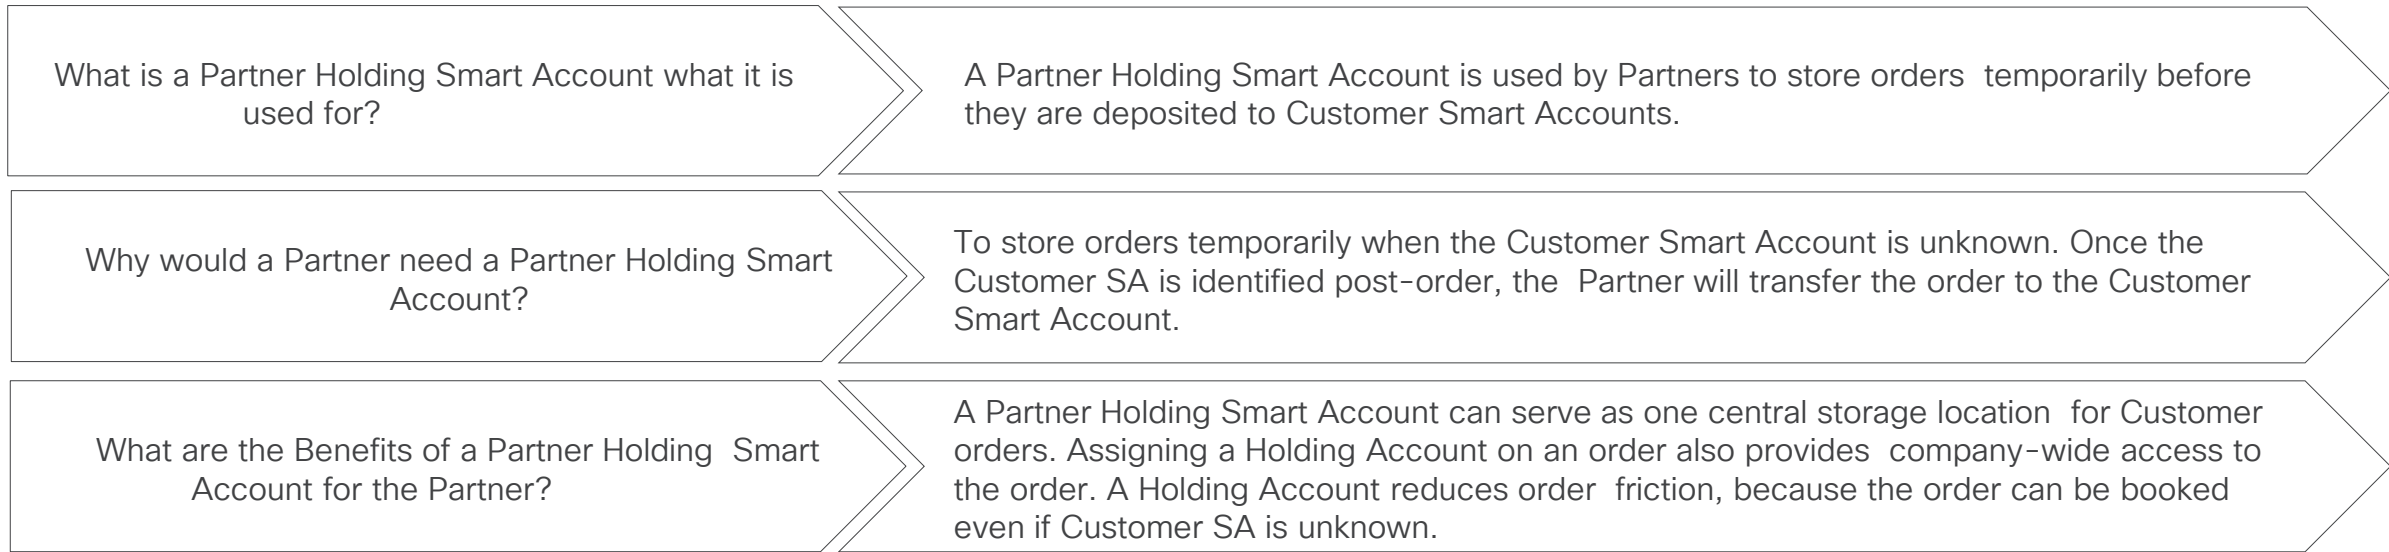 What is a Partner Holding Smart Account what it is
used for?
A Partner Holding Smart Account is used by Partners to store orders temporarily before
they are deposited to Customer Smart Accounts.
Why would a Partner need a Partner Holding Smart
Account?
To store orders temporarily when the Customer Smart Account is unknown. Once the
Customer SA is identified post-order, the Partner will transfer the order to the Customer
Smart Account.
What are the Benefits of a Partner Holding Smart
Account for the Partner?
A Partner Holding Smart Account can serve as one central storage location for Customer
orders. Assigning a Holding Account on an order also provides company-wide access to
the order. A Holding Account reduces order friction, because the order can be booked
even if Customer SA is unknown.